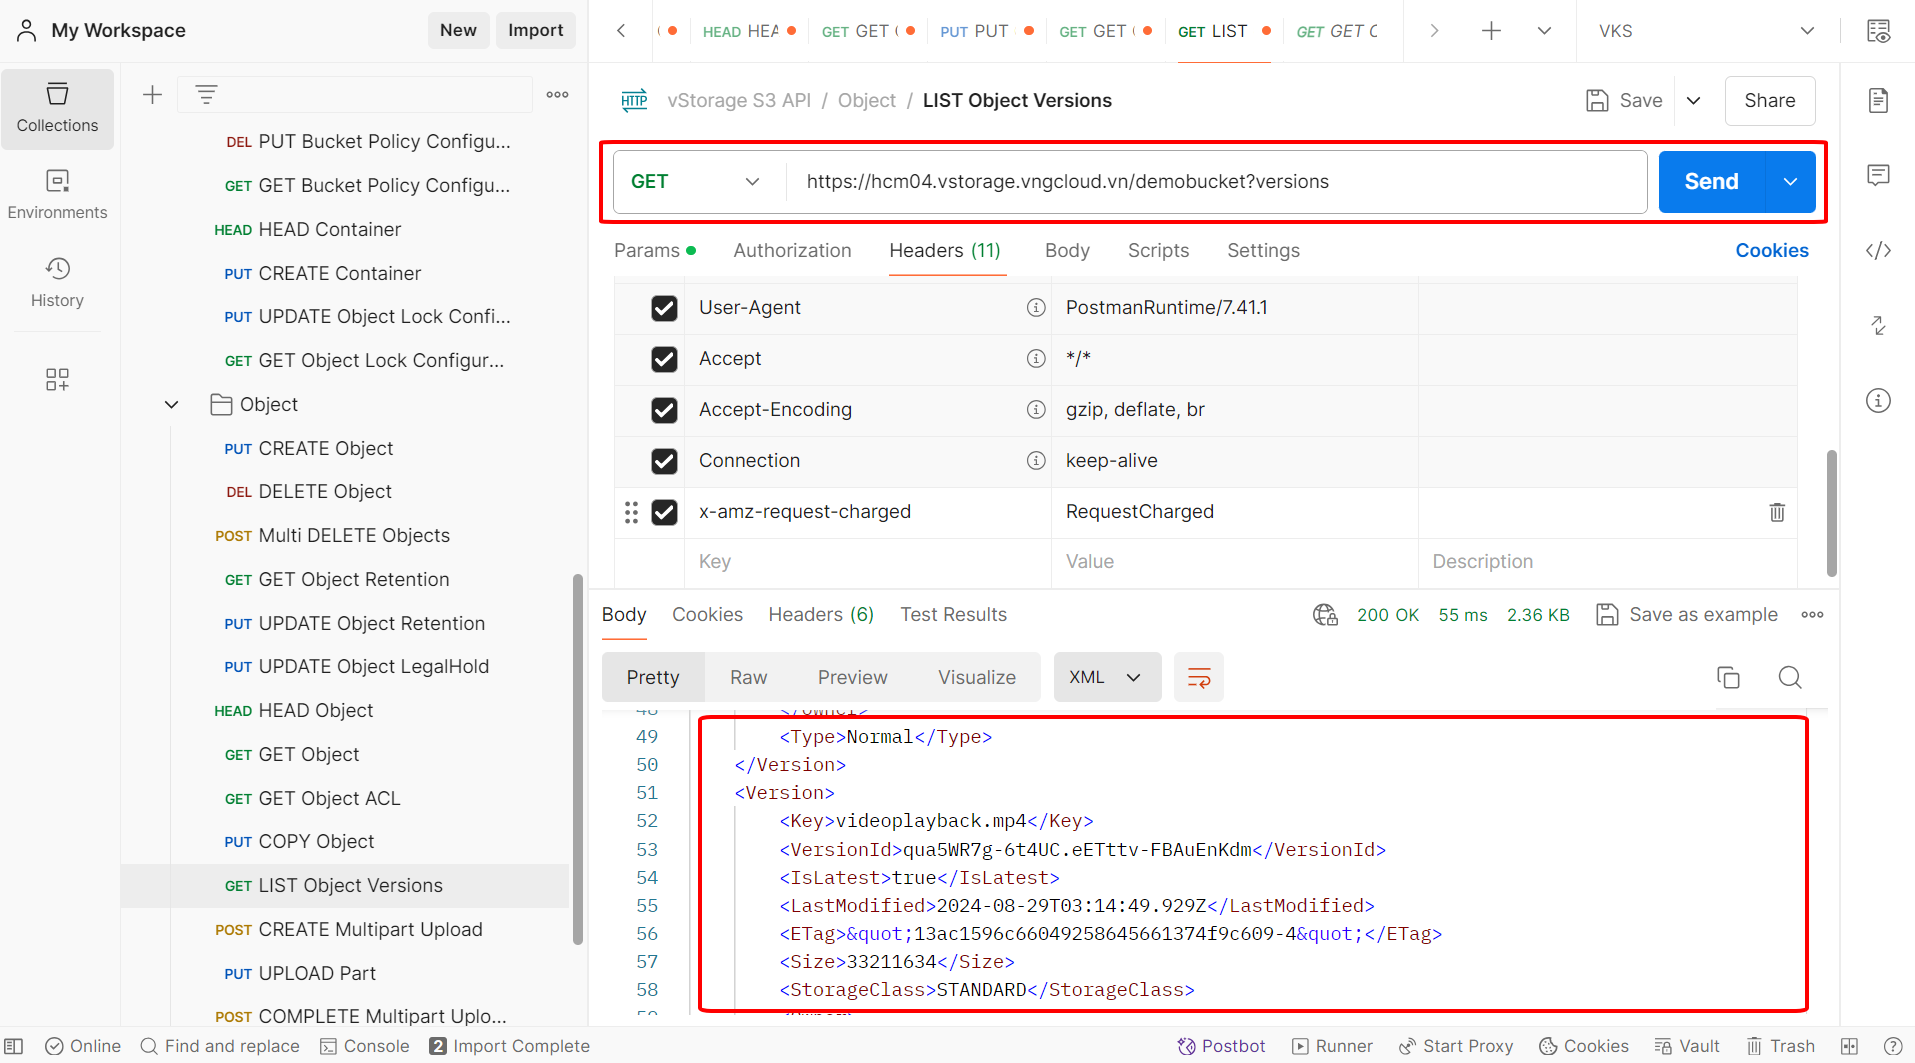 My Workspace
New
Import
HEAD HEA
GET GET
PUT PUT
GET GET
GET LIST
GET GET
VKS
Collections
Environments
History
DEL PUT Bucket Policy Configu...
GET GET Bucket Policy Configu...
HEAD HEAD Container
PUT CREATE Container
PUT UPDATE Object Lock Confi...
GET GET Object Lock Configur...
Object
PUT CREATE Object
DEL DELETE Object
POST Multi DELETE Objects
GET GET Object Retention
PUT UPDATE Object Retention
PUT UPDATE Object LegalHold
HEAD HEAD Object
GET GET Object
GET GET Object ACL
PUT COPY Object
GET LIST Object Versions
POST CREATE Multipart Upload
PUT UPLOAD Part
POST COMPLETE Multipart Uplo...
HTTP vStorage S3 API / Object / LIST Object Versions
Save
Share
GET
https://hcm04.vstorage.vngcloud.vn/demobucket?versions
Send
Params
Authorization
Headers (11)
Body
Scripts
Settings
Cookies
User-Agent PostmanRuntime/7.41.1
Accept */*
Accept-Encoding gzip, deflate, br
Connection keep-alive
x-amz-request-charged RequestCharged
Key Value Description
Body
Cookies
Headers (6)
Test Results
200 OK 55 ms 2.36 KB
Save as example
Pretty
Raw
Preview
Visualize
XML
48 </Owner>
49 <Type>Normal</Type>
50 </Version>
51 <Version>
52 <Key>videoplayback.mp4</Key>
53 <VersionId>qua5WR7g-6t4UC.eETttv-FBAuEnKdm</VersionId>
54 <IsLatest>true</IsLatest>
55 <LastModified>2024-08-29T03:14:49.929Z</LastModified>
56 <ETag>&quot;13ac1596c66049258645661374f9c609-4&quot;</ETag>
57 <Size>33211634</Size>
58 <StorageClass>STANDARD</StorageClass>
59 <Owner>
Online
Find and replace
Console
2 Import Complete
Postbot
Runner
Start Proxy
Cookies
Vault
Trash